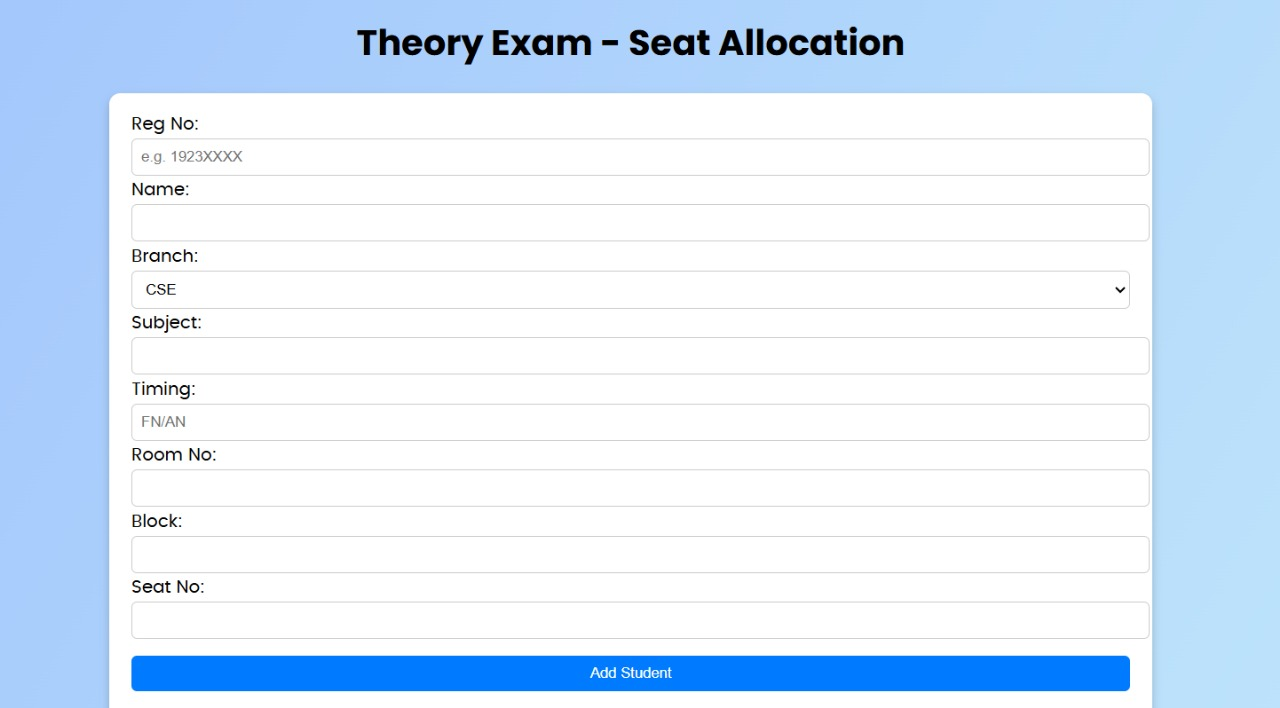 Theory Exam - Seat Allocation
Reg No:
e.g. 1923XXXX
Name:
Branch:
CSE
Subject:
Timing:
FN/AN
Room No:
Block:
Seat No:
Add Student